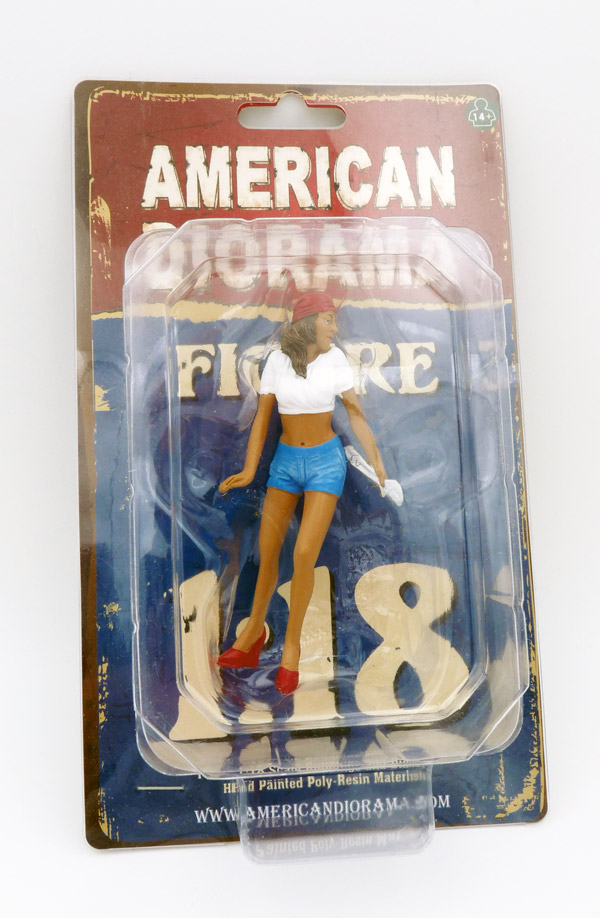 14+
AMERICAN
DIORAMA
FIGURE
1:18
Hand Painted Poly-Resin Material
WWW.AMERICANDIORAMA.COM